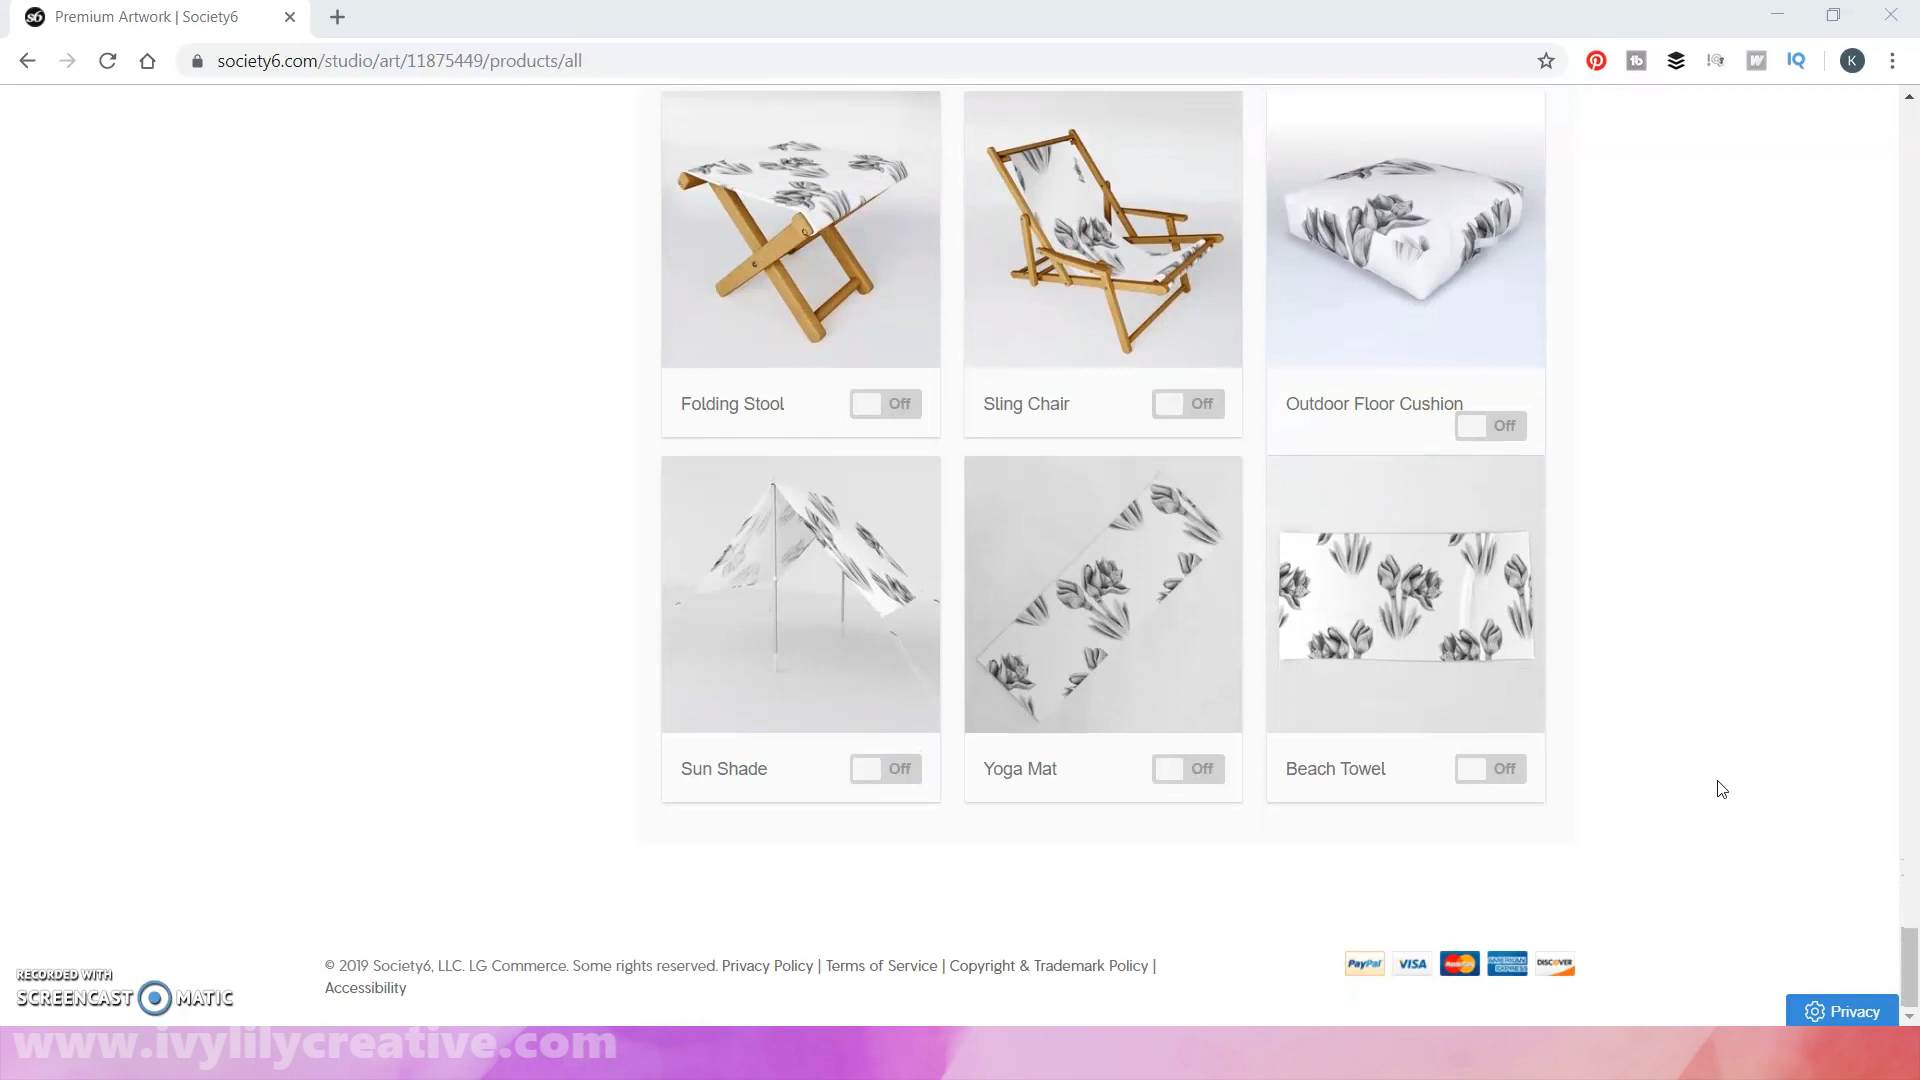 Premium Artwork | Society6
society6.com/studio/art/11875449/products/all
K
Folding Stool Off
Sling Chair Off
Outdoor Floor Cushion
Off
Sun Shade Off
Yoga Mat Off
Beach Towel Off
© 2019 Society6, LLC. LG Commerce. Some rights reserved. Privacy Policy | Terms of Service | Copyright & Trademark Policy |
Accessibility
PayPal VISA MasterCard AMERICAN EXPRESS DISCOVER
RECORDED WITH
SCREENCAST MATIC
Privacy
www.ivylilycreative.com